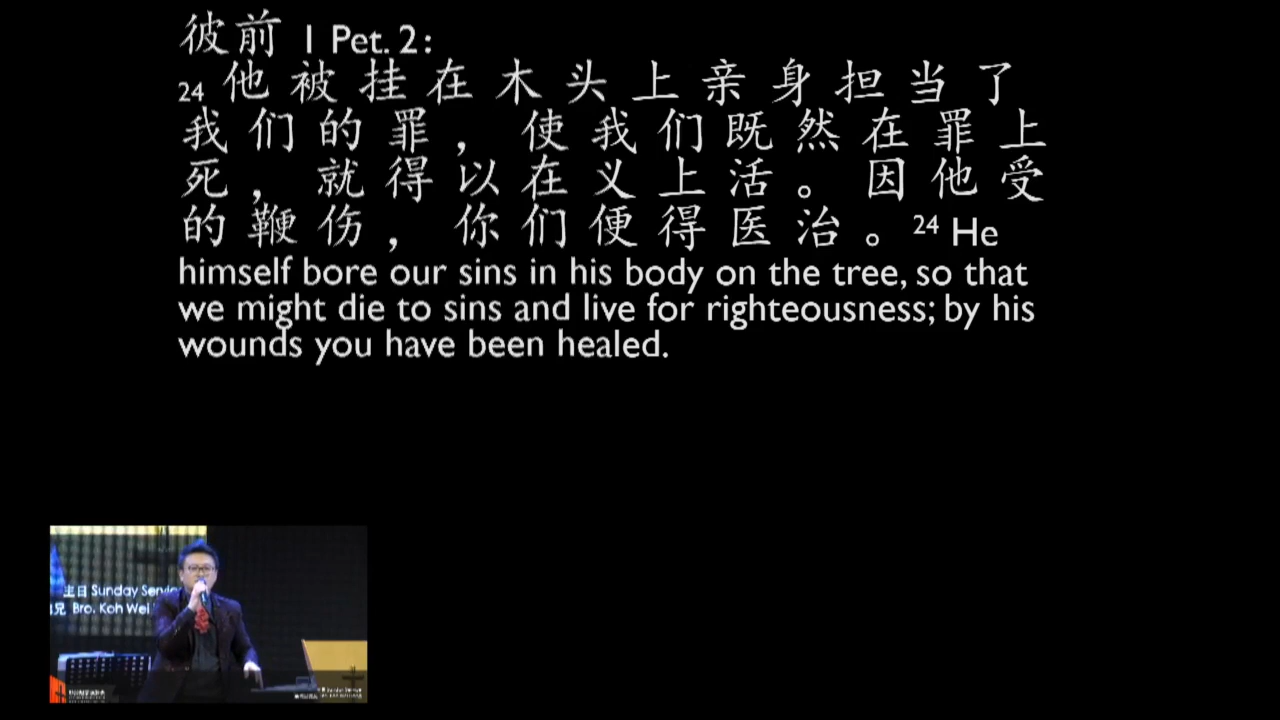 彼前 1 Pet. 2:
24 他被挂在木头上亲身担当了
我们的罪，使我们既然在罪上
死，就得以在义上活。因他受
的鞭伤，你们便得医治。24 He
himself bore our sins in his body on the tree, so that
we might die to sins and live for righteousness; by his
wounds you have been healed.
主日 Sunday
兄 Bro. Koh Wei